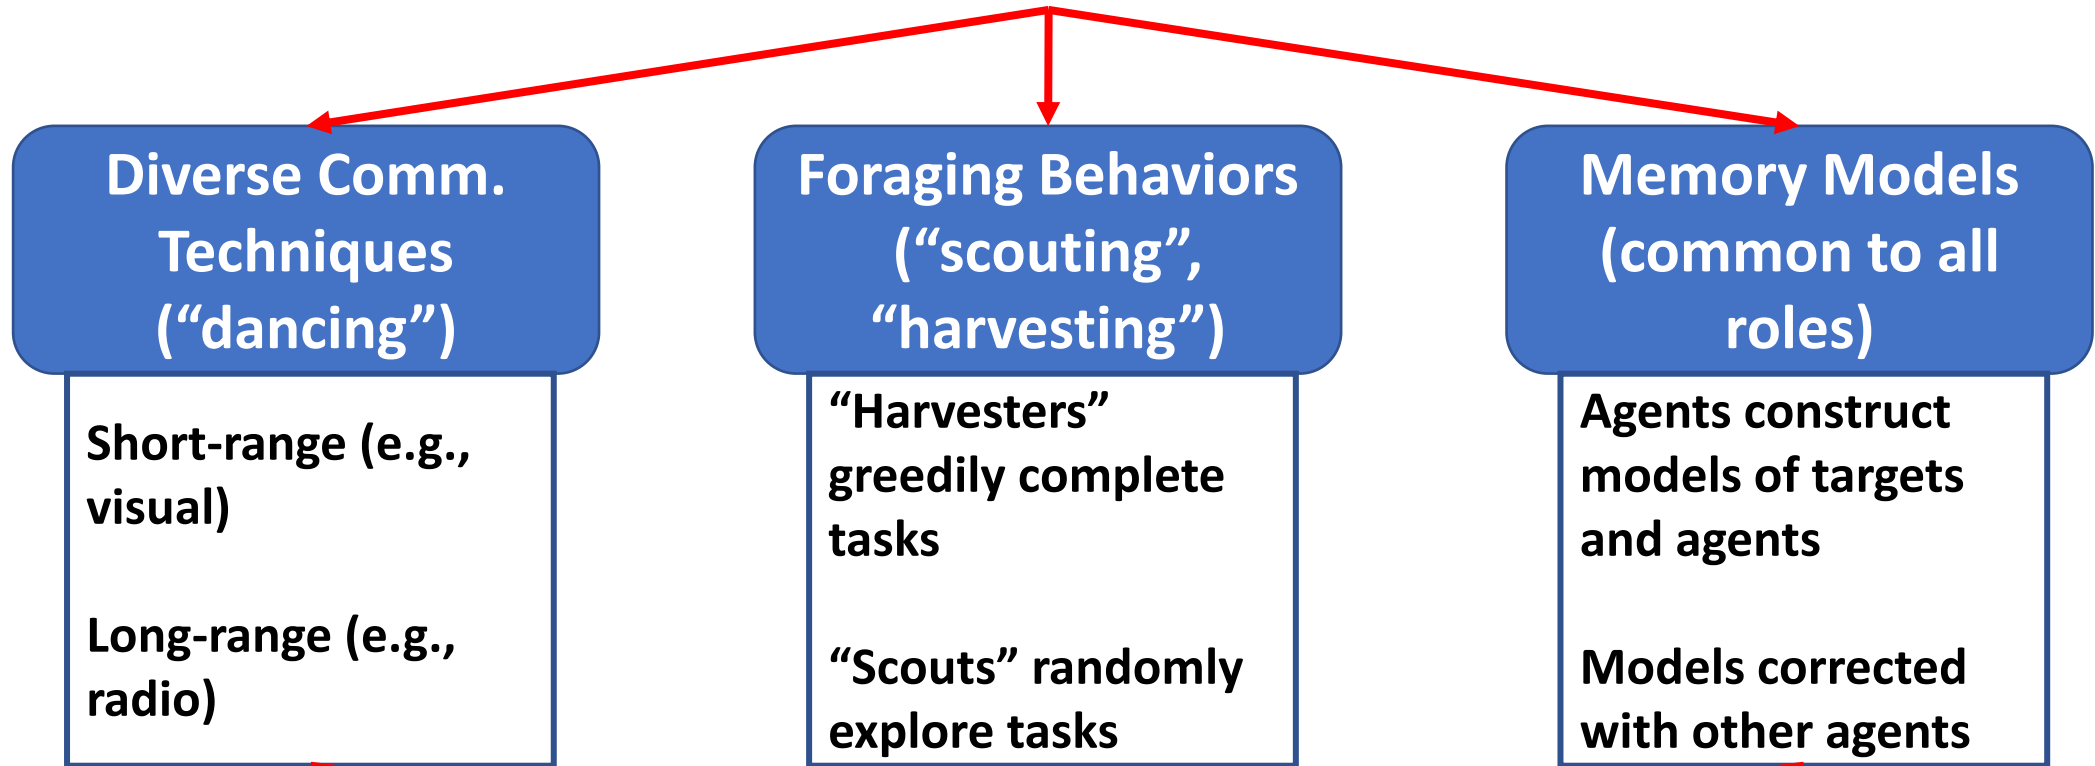 Diverse Comm.
Techniques
(“dancing”)
Short-range (e.g.,
visual)
Long-range (e.g.,
radio)
Foraging Behaviors
(“scouting”,
“harvesting”)
“Harvesters”
greedily complete
tasks
“Scouts” randomly
explore tasks
Memory Models
(common to all
roles)
Agents construct
models of targets
and agents
Models corrected
with other agents